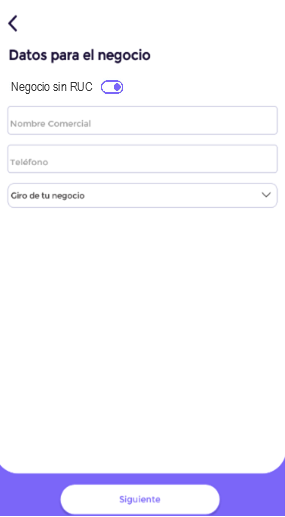 Datos para el negocio
Negocio sin RUC
Nombre Comercial
Teléfono
Giro de tu negocio
Siguiente